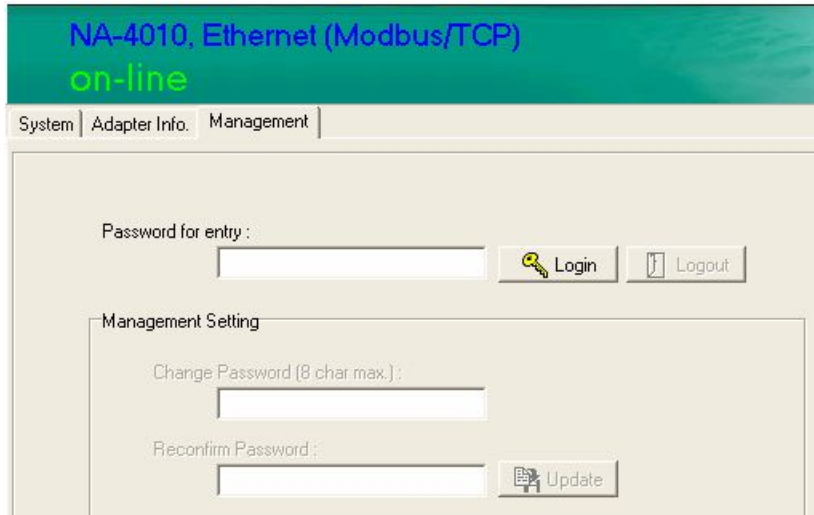 NA-4010, Ethernet (Modbus/TCP)
on-line
System Adapter Info. Management
Password for entry :
Login Logout
Management Setting
Change Password (8 char max.) :
Reconfirm Password :
Update